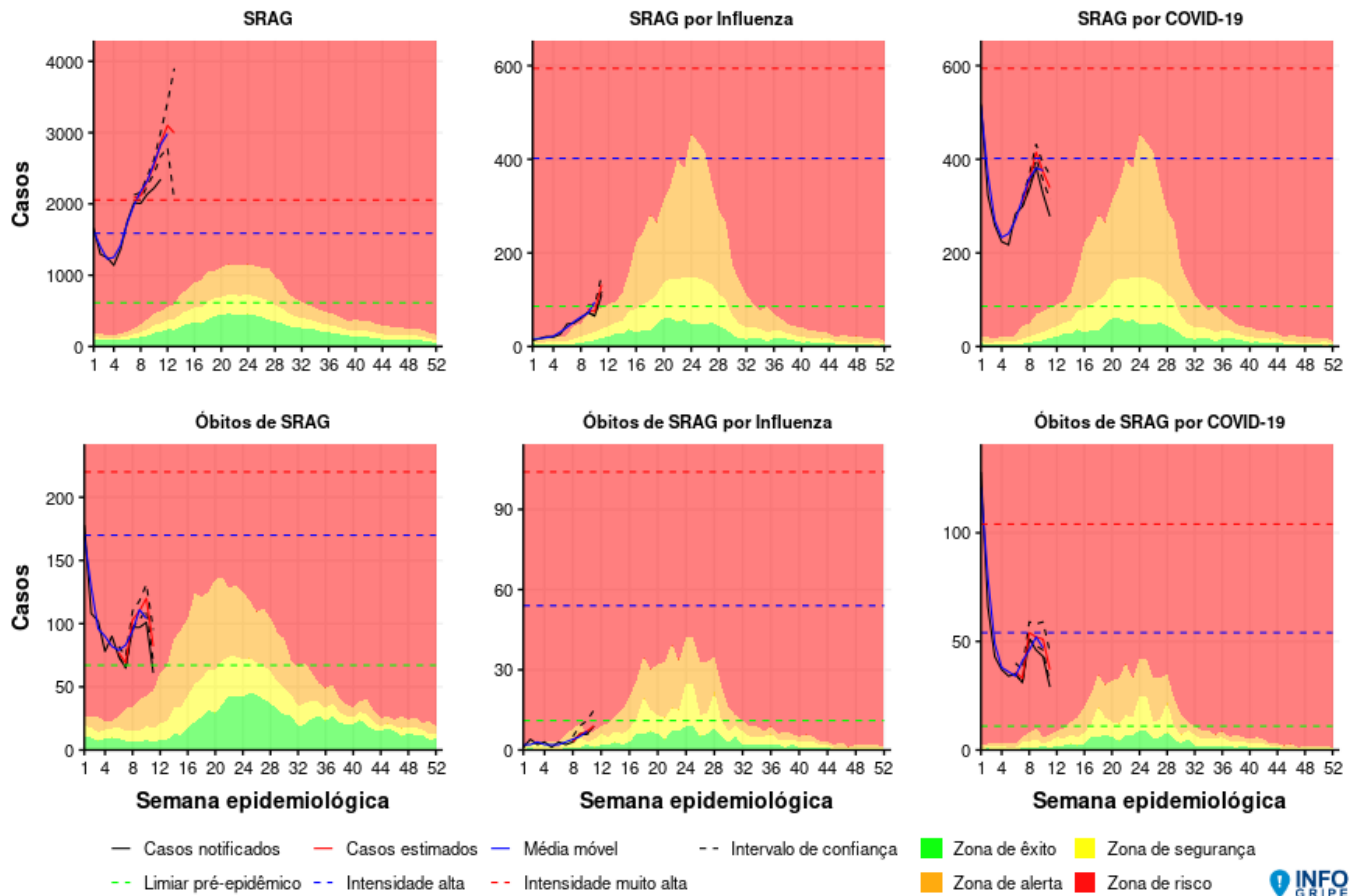 SRAG
SRAG por Influenza
SRAG por COVID-19
Casos
4000
3000
2000
1000
0
1 4 8 12 16 20 24 28 32 36 40 44 48 52
600
400
200
0
1 4 8 12 16 20 24 28 32 36 40 44 48 52
600
400
200
0
1 4 8 12 16 20 24 28 32 36 40 44 48 52
Óbitos de SRAG
Óbitos de SRAG por Influenza
Óbitos de SRAG por COVID-19
Casos
200
150
100
50
0
1 4 8 12 16 20 24 28 32 36 40 44 48 52
90
60
30
0
1 4 8 12 16 20 24 28 32 36 40 44 48 52
100
50
0
1 4 8 12 16 20 24 28 32 36 40 44 48 52
Semana epidemiológica
Semana epidemiológica
Semana epidemiológica
Casos notificados
Casos estimados
Média móvel
Intervalo de confiança
Limiar pré-epidêmico
Intensidade alta
Intensidade muito alta
Zona de êxito
Zona de segurança
Zona de alerta
Zona de risco
INFO
GRIPE